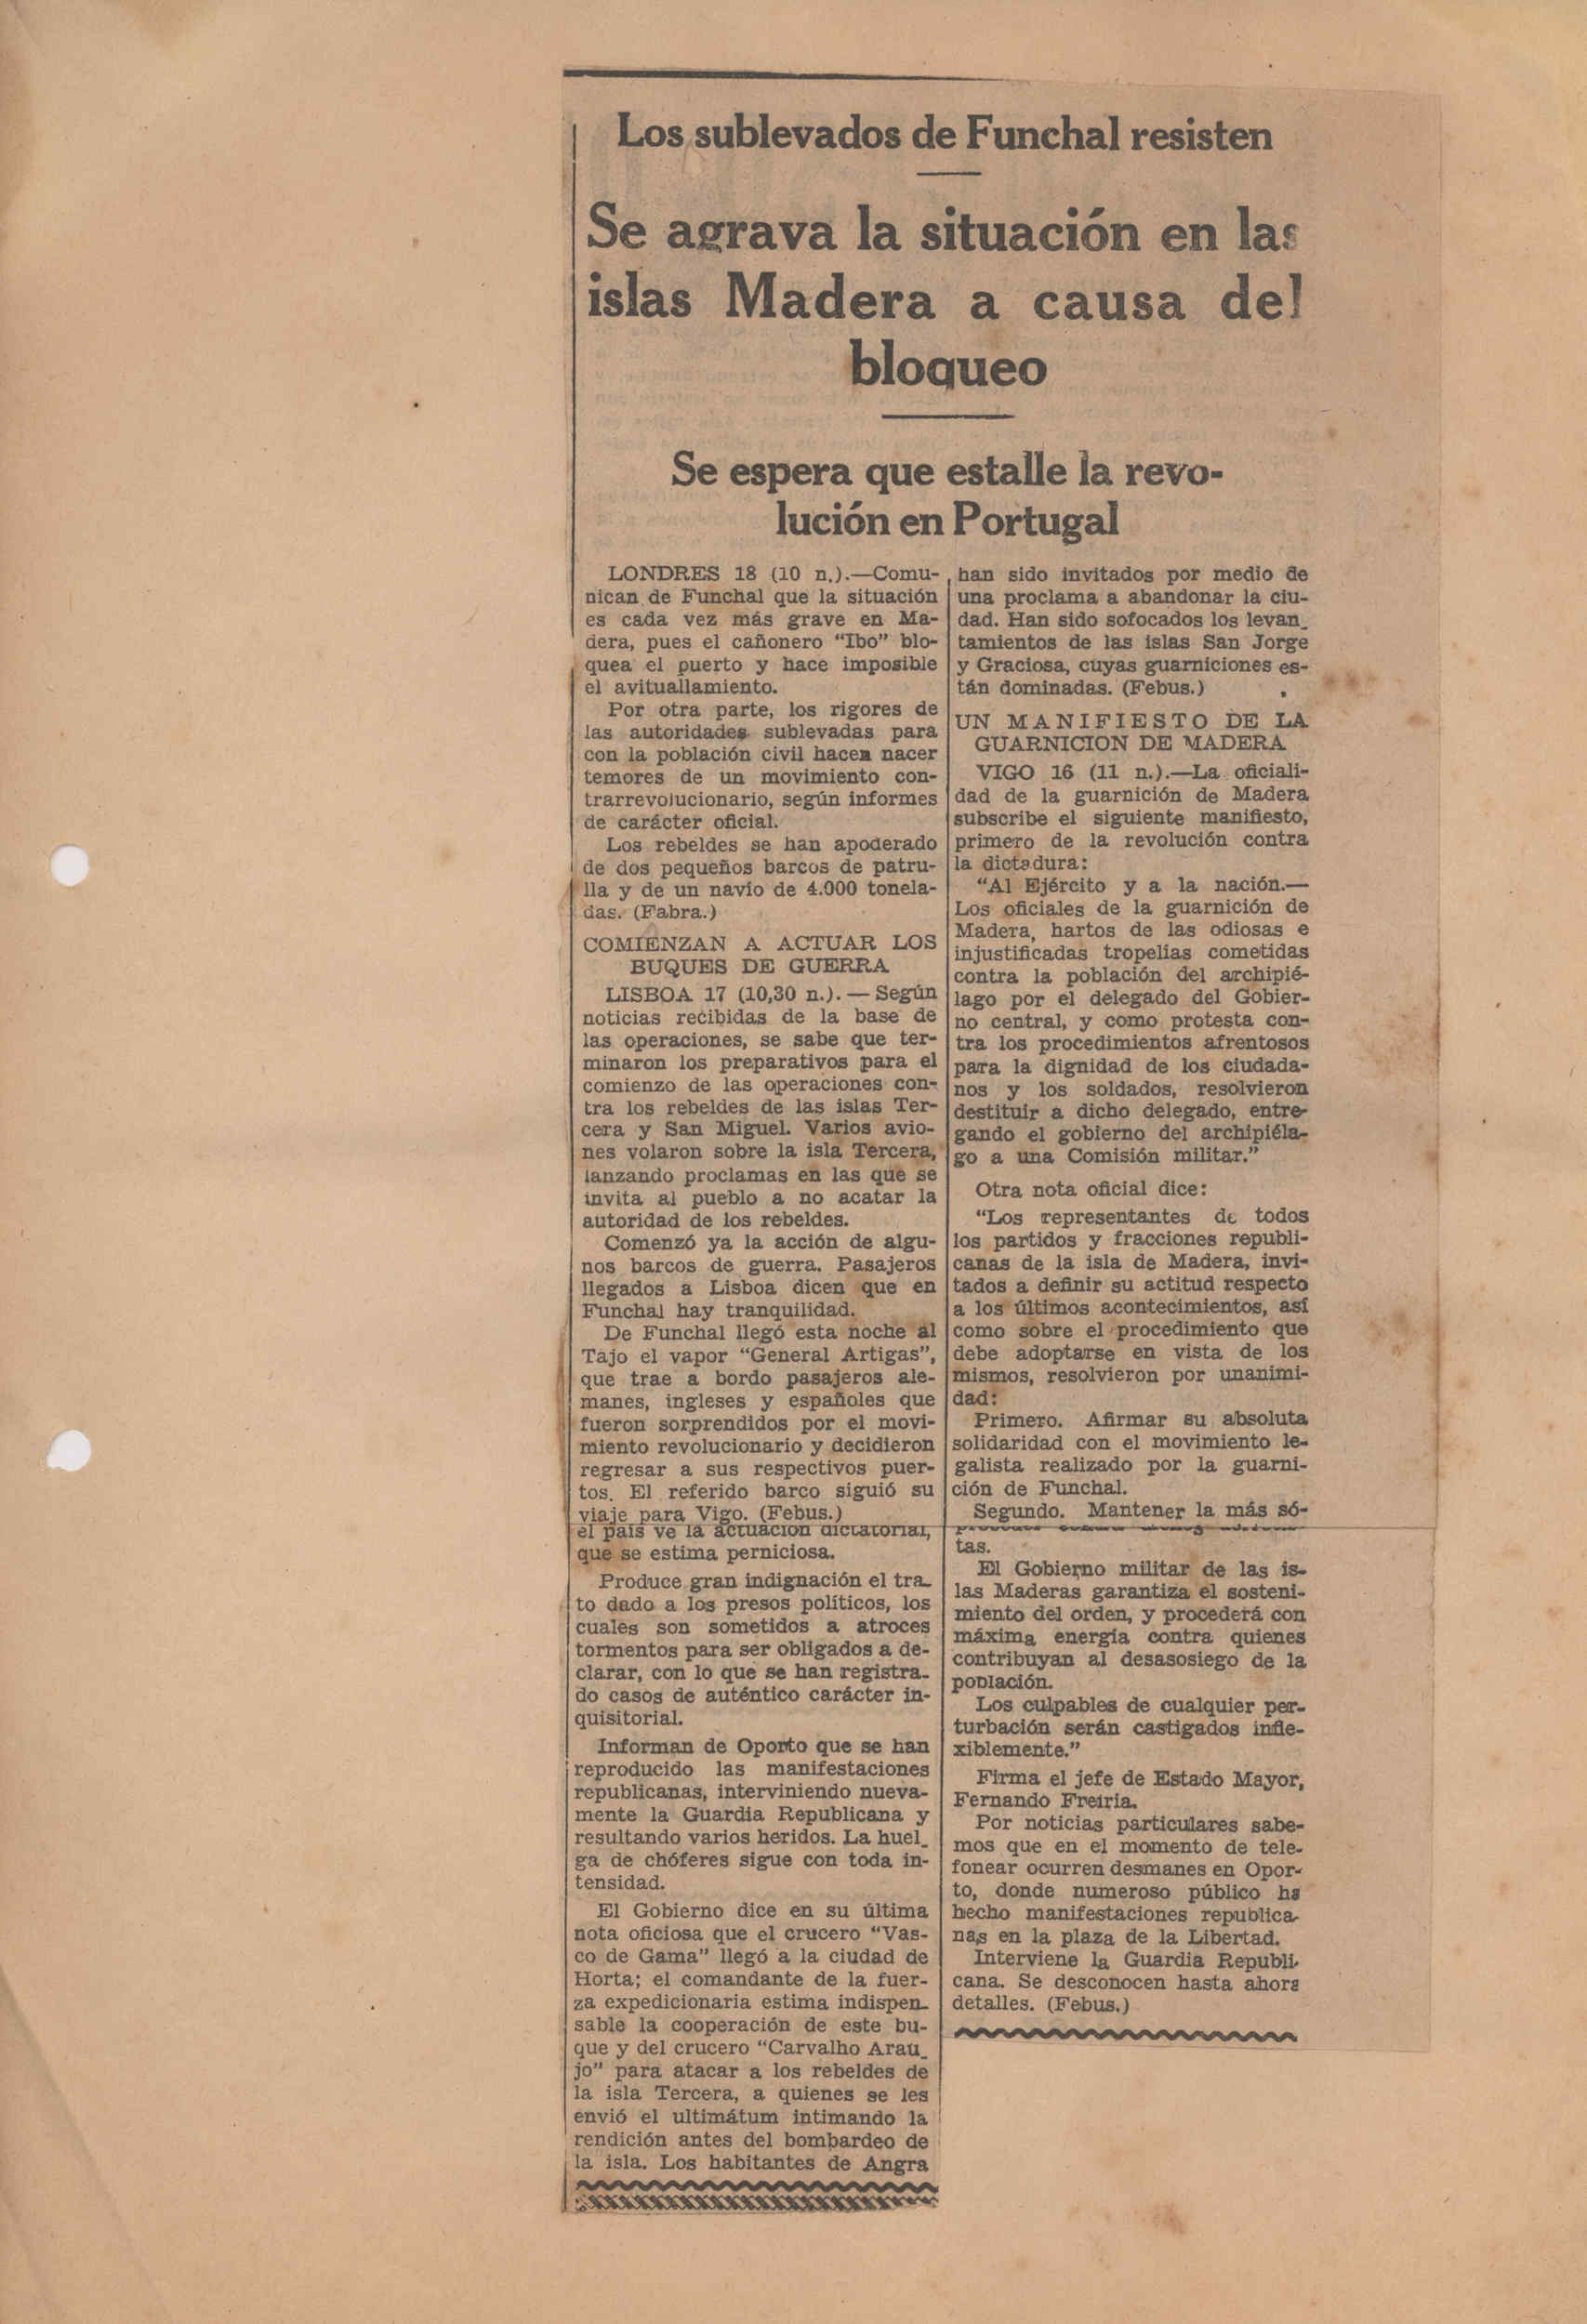 Los sublevados de Funchal resisten
Se agrava la situación en las
islas Madera a causa del
bloqueo
Se espera que estalle la revo-
lución en Portugal
LONDRES 18 (10 n.).—Comu-
nican de Funchal que la situación
es cada vez más grave en Ma-
dera, pues el cañonero “Ibo” blo-
quea el puerto y hace imposible
el avituallamiento.
Por otra parte, los rigores de
las autoridades sublevadas para
con la población civil hacen nacer
temores de un movimiento con-
trarrevolucionario, según informes
de carácter oficial.
Los rebeldes se han apoderado
de dos pequeños barcos de patru-
lla y de un navío de 4.000 tonela-
das. (Fabra.)
COMIENZAN A ACTUAR LOS
BUQUES DE GUERRA
LISBOA 17 (10,30 n.). — Según
noticias recibidas de la base de
las operaciones, se sabe que ter-
minaron los preparativos para el
comienzo de las operaciones con-
tra los rebeldes de las islas Ter-
cera y San Miguel. Varios avio-
nes volaron sobre la isla Tercera,
lanzando proclamas en las que se
invita al pueblo a no acatar la
autoridad de los rebeldes.
Comenzó ya la acción de algu-
nos barcos de guerra. Pasajeros
llegados a Lisboa dicen que en
Funchal hay tranquilidad.
De Funchal llegó esta noche al
Tajo el vapor “General Artigas”,
que trae a bordo pasajeros ale-
manes, ingleses y españoles que
fueron sorprendidos por el movi-
miento revolucionario y decidieron
regresar a sus respectivos puer-
tos. El referido barco siguió su
viaje para Vigo. (Febus.)
el país ve la actuación dictatorial,
que se estima perniciosa.
Produce gran indignación el tra-
to dado a los presos políticos, los
cuales son sometidos a atroces
tormentos para ser obligados a de-
clarar, con lo que se han registra-
do casos de auténtico carácter in-
quisitorial.
Informan de Oporto que se han
reproducido las manifestaciones
republicanas, interviniendo nueva-
mente la Guardia Republicana y
resultando varios heridos. La huel-
ga de chóferes sigue con toda in-
tensidad.
El Gobierno dice en su última
nota oficiosa que el crucero “Vas-
co de Gama” llegó a la ciudad de
Horta; el comandante de la fuer-
za expedicionaria estima indispen-
sable la cooperación de este bu-
que y del crucero “Carvalho Arau-
jo” para atacar a los rebeldes de
la isla Tercera, a quienes se les
envió el ultimátum intimando la
rendición antes del bombardeo de
la isla. Los habitantes de Angra
han sido invitados por medio de
una proclama a abandonar la ciu-
dad. Han sido sofocados los levan-
tamientos de las islas San Jorge
y Graciosa, cuyas guarniciones es-
tán dominadas. (Febus.)
UN MANIFIESTO DE LA
GUARNICION DE MADERA
VIGO 16 (11 n.).—La oficiali-
dad de la guarnición de Madera
subscribe el siguiente manifiesto,
primero de la revolución contra
la dictadura:
“Al Ejército y a la nación.—
Los oficiales de la guarnición de
Madera, hartos de las odiosas e
injustificadas tropelías cometidas
contra la población del archipié-
lago por el delegado del Gobier-
no central, y como protesta con-
tra los procedimientos afrentosos
para la dignidad de los ciudada-
nos y los soldados, resolvieron
destituir a dicho delegado, entre-
gando el gobierno del archipiéla-
go a una Comisión militar.”
Otra nota oficial dice:
“Los representantes de todos
los partidos y fracciones republi-
canas de la isla de Madera, invi-
tados a definir su actitud respecto
a los últimos acontecimientos, así
como sobre el procedimiento que
debe adoptarse en vista de los
mismos, resolvieron por unanimi-
dad:
Primero. Afirmar su absoluta
solidaridad con el movimiento le-
galista realizado por la guarni-
ción de Funchal.
Segundo. Mantener la más só-
tas.
El Gobierno militar de las is-
las Maderas garantiza el sosteni-
miento del orden, y procederá con
máxima energía contra quienes
contribuyan al desasosiego de la
población.
Los culpables de cualquier per-
turbación serán castigados infle-
xiblemente.”
Firma el jefe de Estado Mayor,
Fernando Freiria.
Por noticias particulares sabe-
mos que en el momento de tele-
fonear ocurren desmanes en Opor-
to, donde numeroso público ha
hecho manifestaciones republica-
nas en la plaza de la Libertad.
Interviene la Guardia Republi-
cana. Se desconocen hasta ahora
detalles. (Febus.)